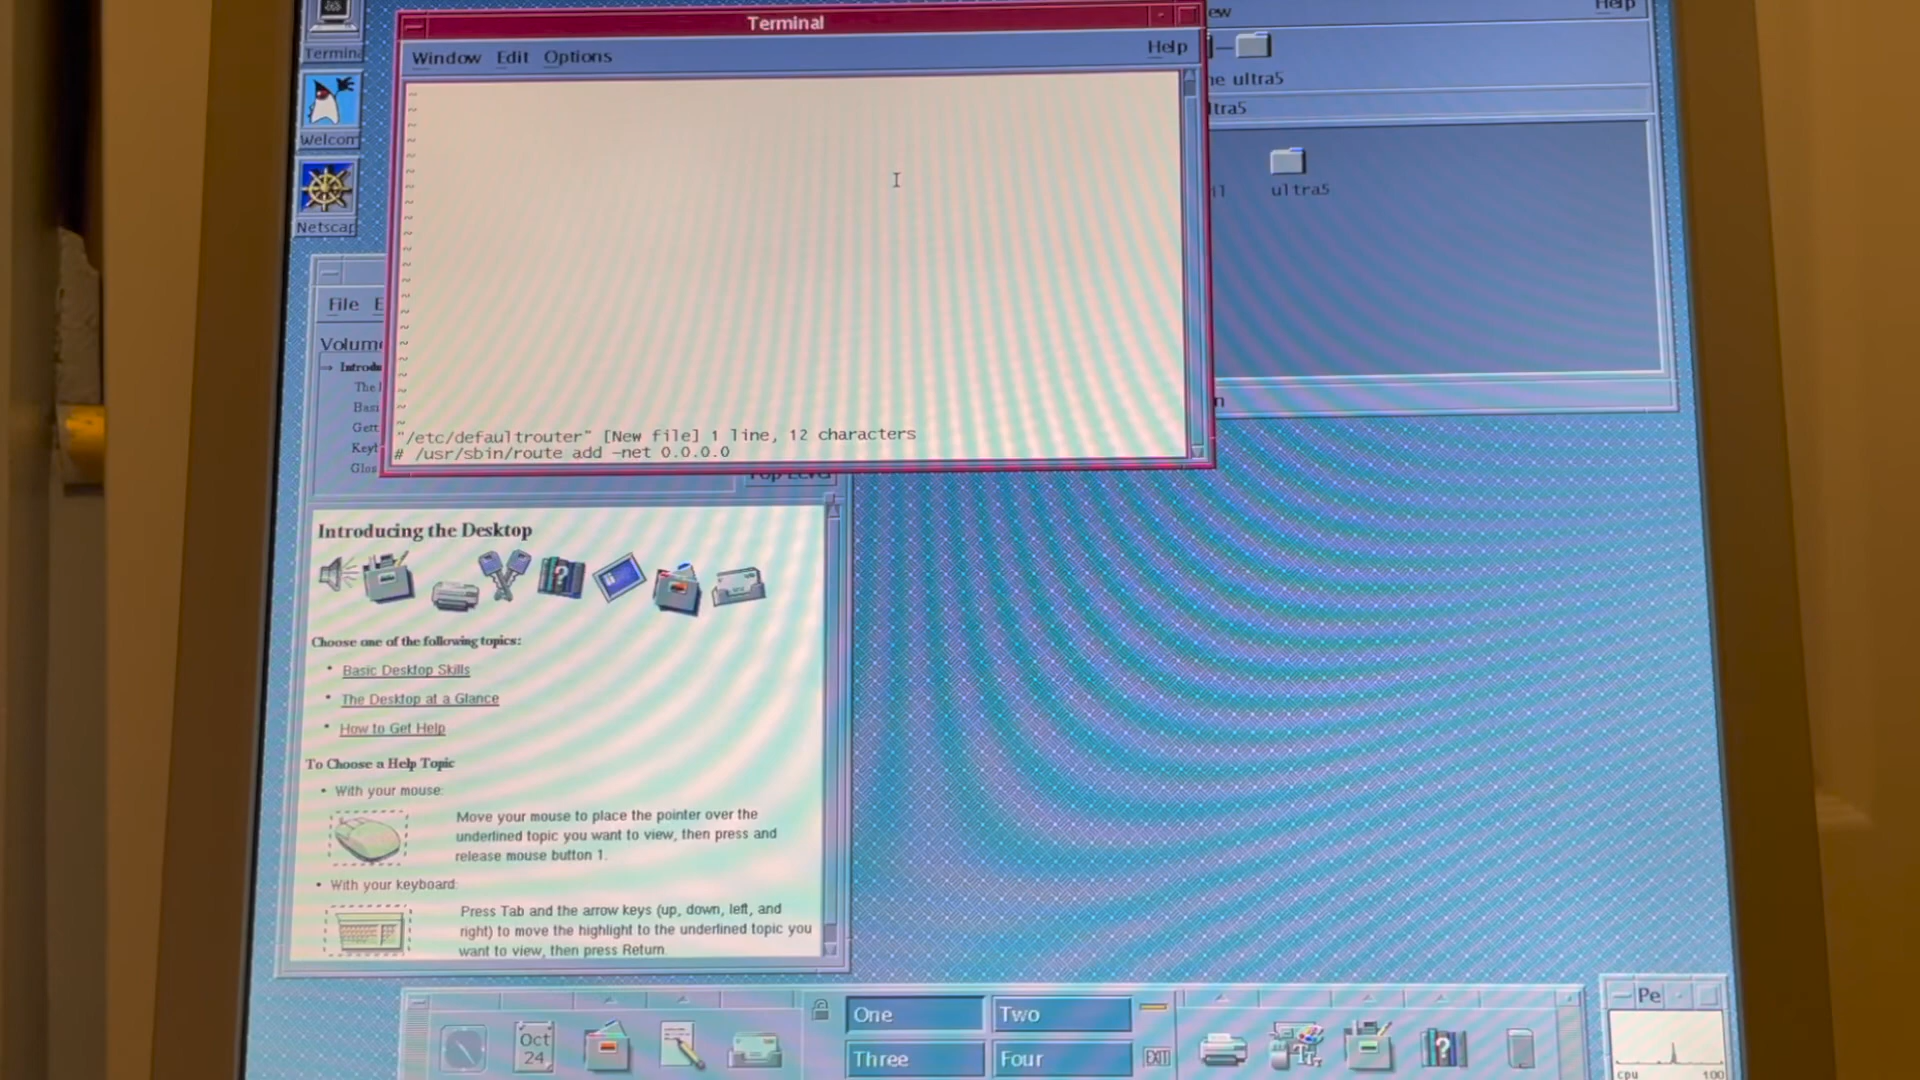 Terminal
Window Edit Options Help
"/etc/defaultrouter" [New file] 1 line, 12 characters
# /usr/sbin/route add -net 0.0.0.0
Help
ultra5
ultra5
Netscap
Welcom
Termina
File E
Volume
The
Introducing the Desktop
Choose one of the following topics:
Basic Desktop Skills
The Desktop at a Glance
How to Get Help
To Choose a Help Topic
With your mouse:
Move your mouse to place the pointer over the
underlined topic you want to view, then press and
release mouse button 1.
With your keyboard:
Press Tab and the arrow keys (up, down, left, and
right) to move the highlight to the underlined topic you
want to view, then press Return.
Oct
24
One Two
Three Four
EXIT
Pe
cpu 100